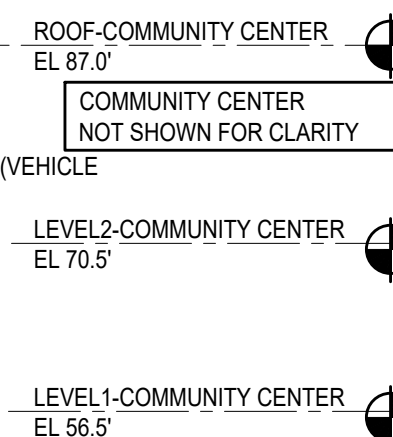 ROOF-COMMUNITY CENTER
EL 87.0'
COMMUNITY CENTER
NOT SHOWN FOR CLARITY
(VEHICLE
LEVEL2-COMMUNITY CENTER
EL 70.5'
LEVEL1-COMMUNITY CENTER
EL 56.5'